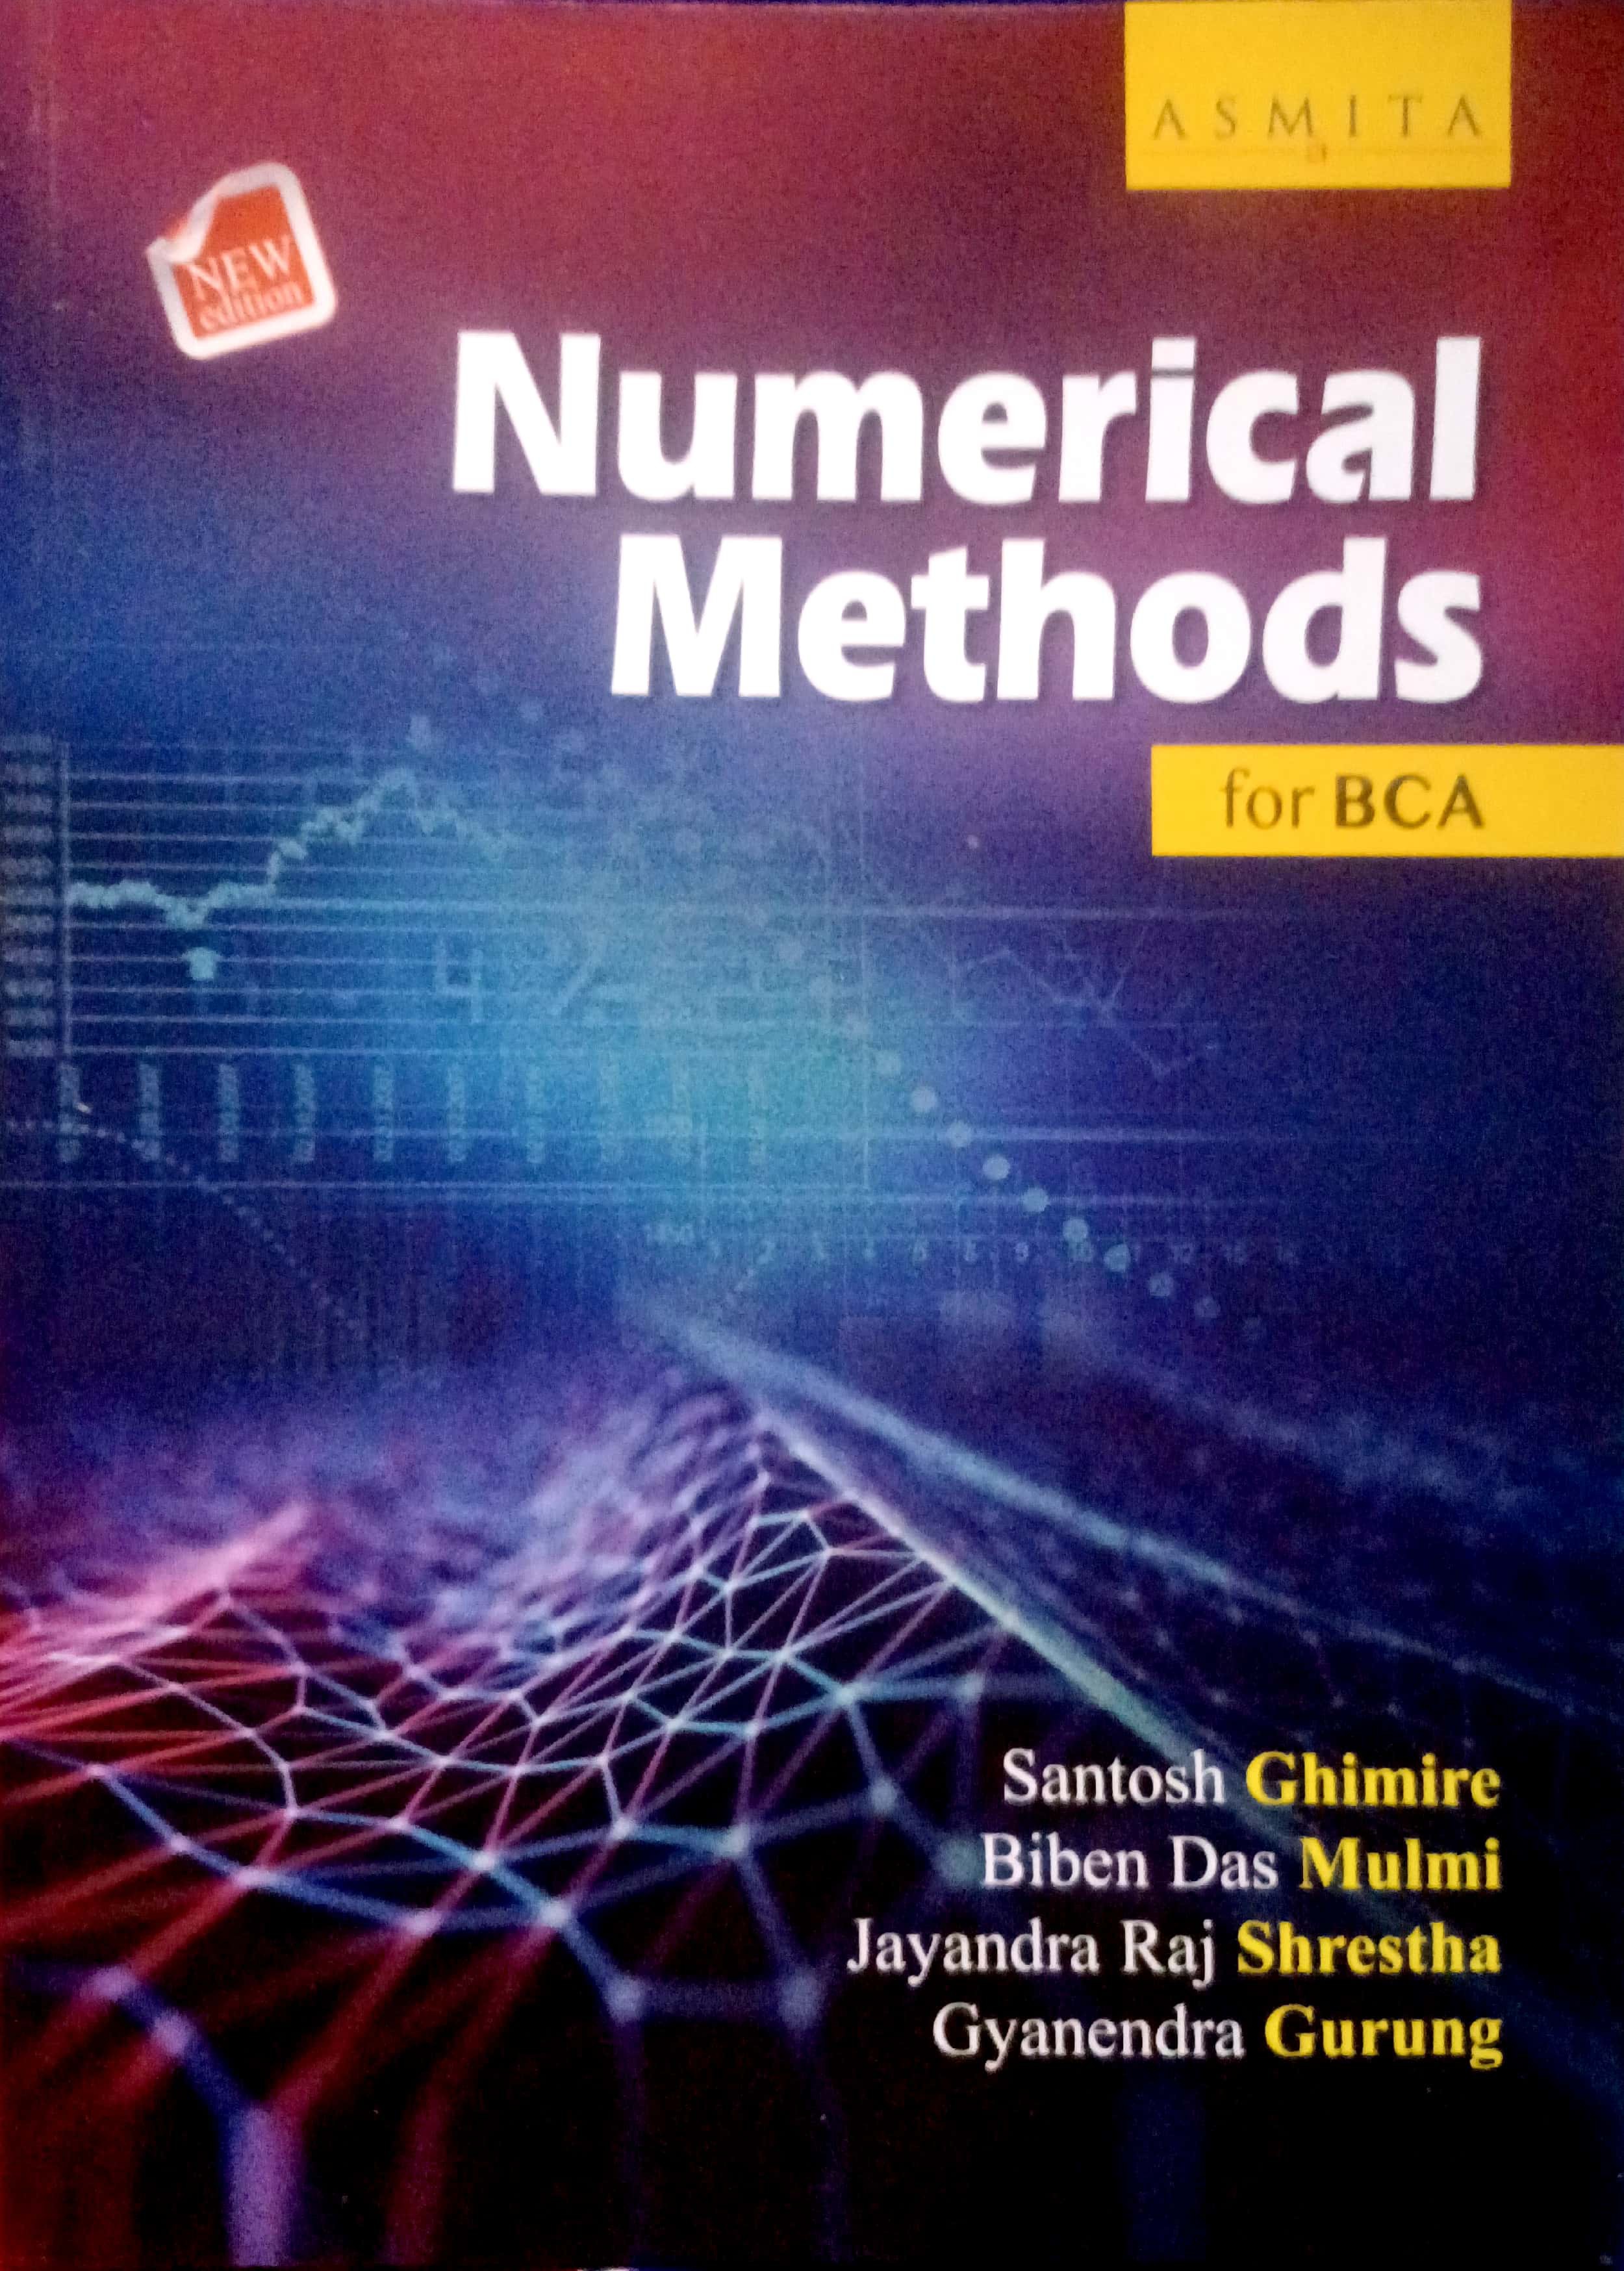 ASMITA
NEW
edition
Numerical
Methods
for BCA
Santosh Ghimire
Biben Das Mulmi
Jayandra Raj Shrestha
Gyanendra Gurung